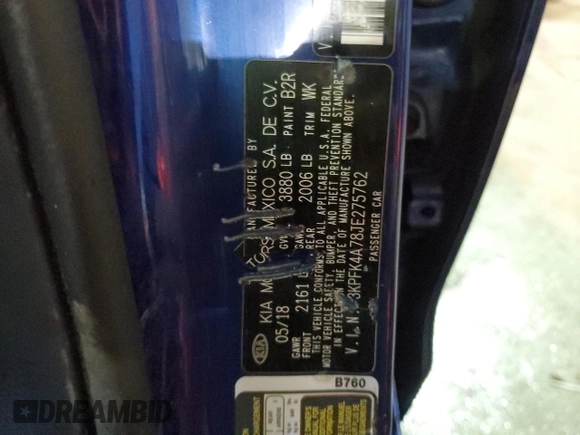 KIA
MANUFACTURED BY
KIA MOTORS MEXICO S.A. DE C.V.
05/18 3880 LB PAINT B2R
GAWR FRONT 2161 GAWR REAR 2006 LB TRIM WK
THIS VEHICLE CONFORMS TO ALL APPLICABLE U.S.A. FEDERAL
MOTOR VEHICLE SAFETY, BUMPER, AND THEFT PREVENTION STANDARDS
IN EFFECT ON THE DATE OF MANUFACTURE SHOWN ABOVE.
V.I.N. : 3KPFK4A78JE275762
PASSENGER CAR
B760
DREAMBID